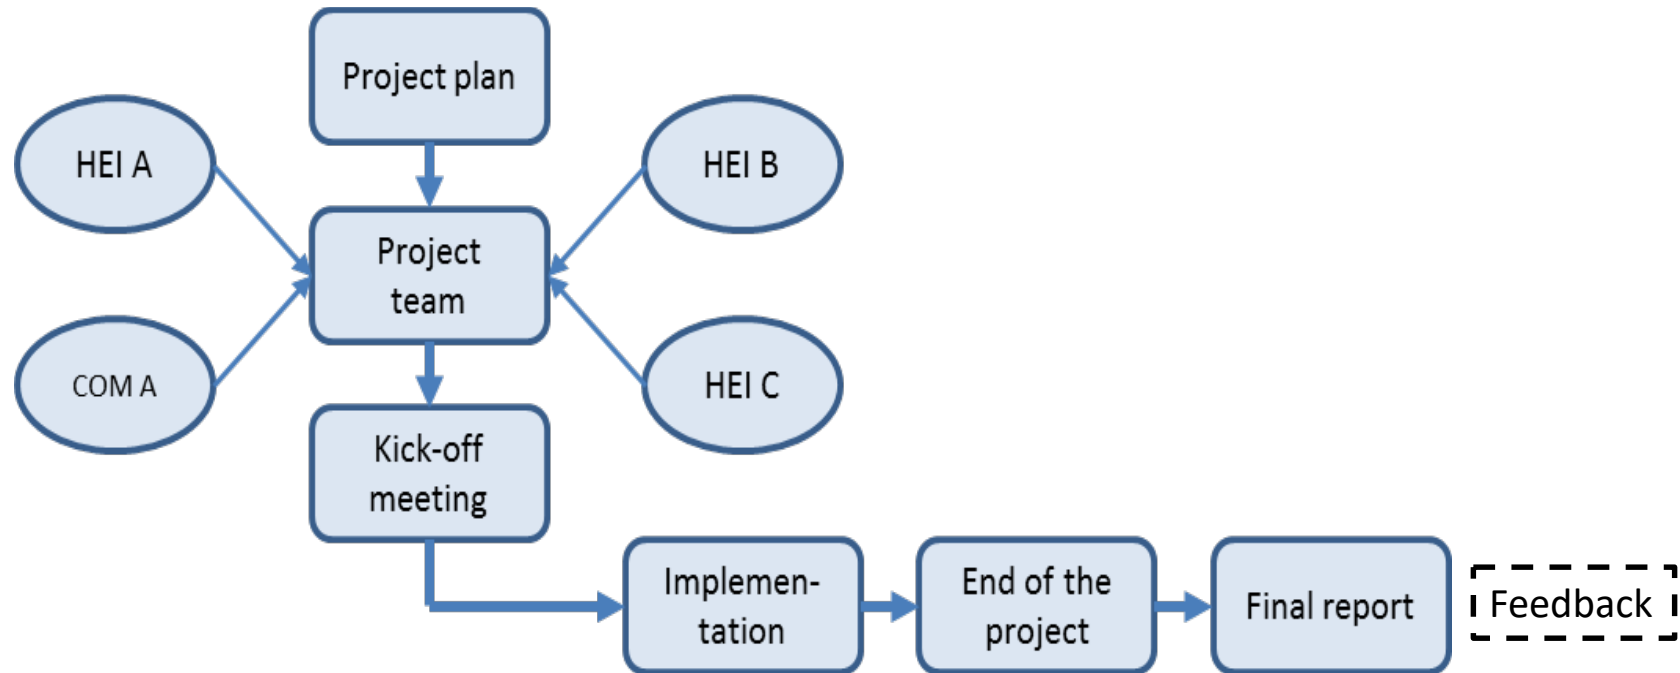 Project plan
HEI A
HEI B
Project
team
COM A
HEI C
Kick-off
meeting
Implemen-
tation
End of the
project
Final report
Feedback